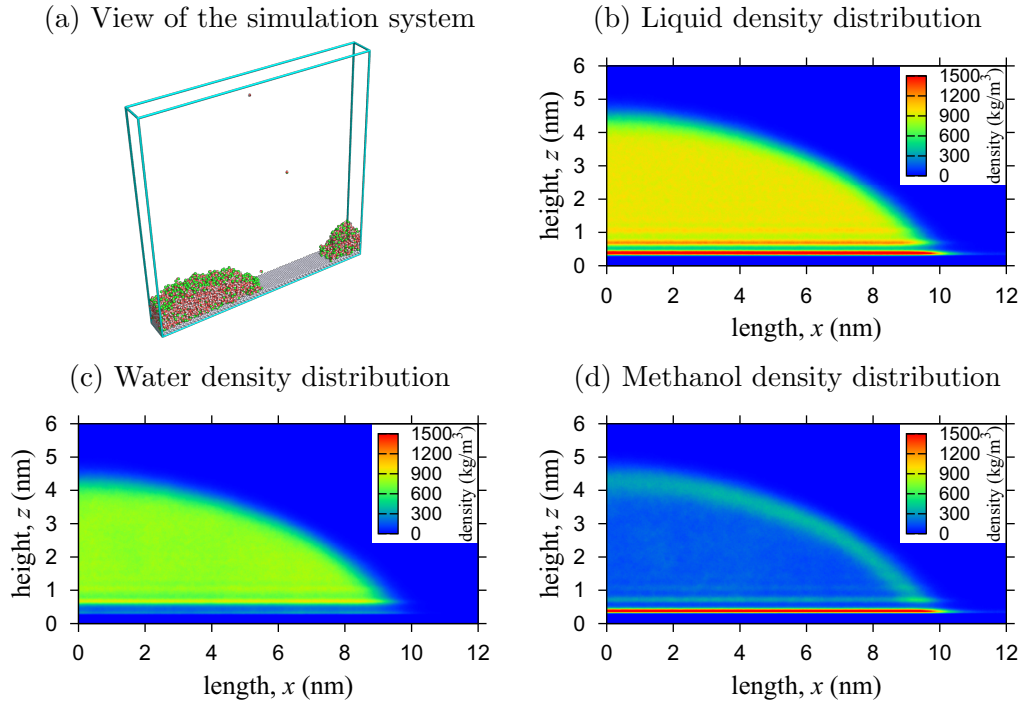 (a) View of the simulation system
Liquid density distribution
6
5
4
3
2
1
0
height, z (nm)
0 2 4 6 8 10 12
length, x (nm)
1500
1200
900
600
300
0
density (kg/m³)
(b)
(c) Water density distribution
6
5
4
3
2
1
0
height, z (nm)
0 2 4 6 8 10 12
length, x (nm)
1500
1200
900
600
300
0
density (kg/m³)
(d) Methanol density distribution
6
5
4
3
2
1
0
height, z (nm)
0 2 4 6 8 10 12
length, x (nm)
1500
1200
900
600
300
0
density (kg/m³)